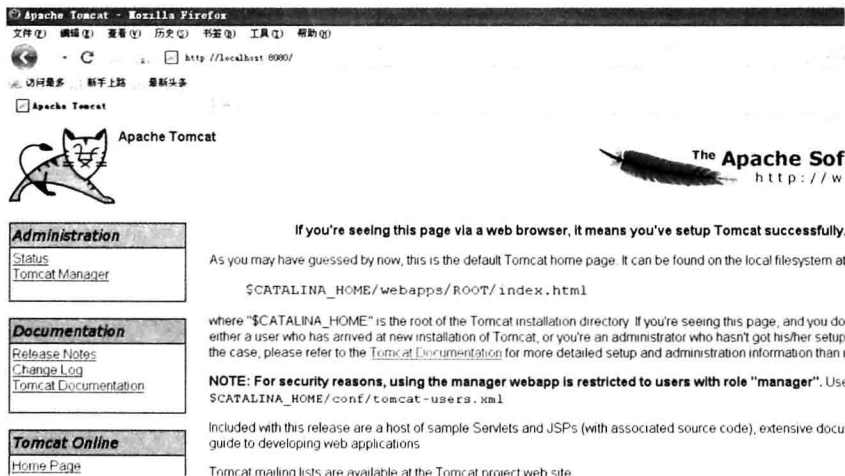 Apache Tomcat - Mozilla Firefox
文件(F) 编辑(E) 查看(V) 历史(S) 书签(B) 工具(T) 帮助(H)
http //localhost 8080/
访问最多 新手上路 最新头条
Apache Tomcat
Apache Tomcat
The Apache Sof
http://w
Administration
Status
Tomcat Manager
If you're seeing this page via a web browser, it means you've setup Tomcat successfully.
As you may have guessed by now, this is the default Tomcat home page. It can be found on the local filesystem at
$CATALINA_HOME/webapps/ROOT/index.html
Documentation
Release Notes
Change Log
Tomcat Documentation
where "$CATALINA_HOME" is the root of the Tomcat installation directory If you're seeing this page, and you do
either a user who has arrived at new installation of Tomcat, or you're an administrator who hasn't got his/her setup
the case, please refer to the Tomcat Documentation for more detailed setup and administration information than
NOTE: For security reasons, using the manager webapp is restricted to users with role "manager". Use
$CATALINA_HOME/conf/tomcat-users.xml
Tomcat Online
Home Page
Included with this release are a host of sample Servlets and JSPs (with associated source code), extensive docu
guide to developing web applications
Tomcat mailing lists are available at the Tomcat project web site